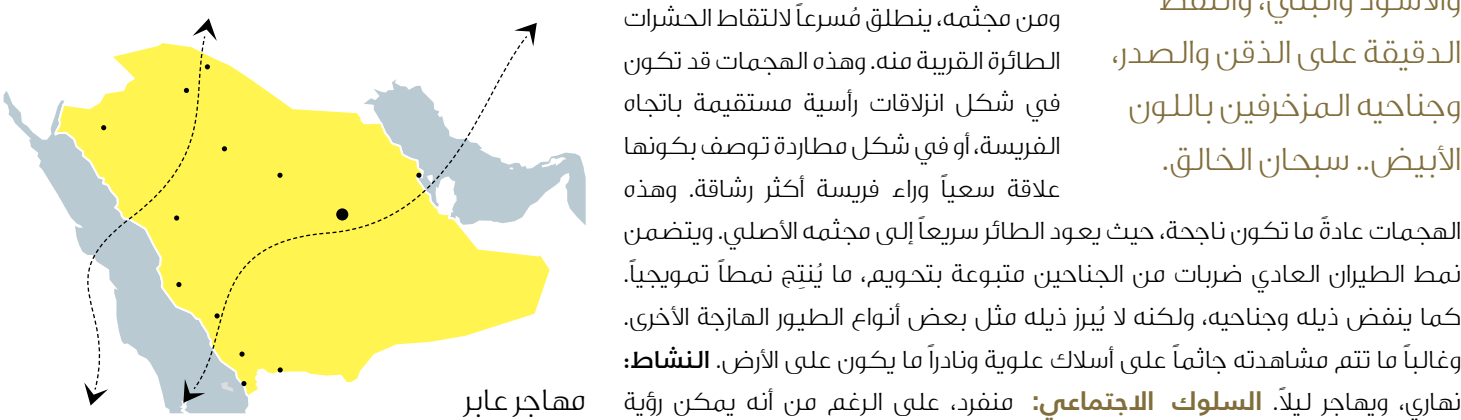 والأسود والبني، والنقط
الدقيقة على الذقن والصدر،
وجناحيه المزخرفين باللون
الأبيض.. سبحان الخالق.
ومن مجثمه، ينطلق مُسرعاً لالتقاط الحشرات
الطائرة القريبة منه. وهذه الهجمات قد تكون
في شكل انزلاقات رأسية مستقيمة باتجاه
الفريسة، أو في شكل مطاردة توصف بكونها
علاقة سعياً وراء فريسة أكثر رشاقة. وهذه
الهجمات عادةً ما تكون ناجحة، حيث يعود الطائر سريعاً إلى مجثمه الأصلي. ويتضمن
نمط الطيران العادي ضربات من الجناحين متبوعة بتحويم، ما يُنتِج نمطاً تمويجياً.
كما ينفض ذيله وجناحيه، ولكنه لا يُبرز ذيله مثل بعض أنواع الطيور الهازجة الأخرى.
وغالباً ما تتم مشاهدته جاثماً على أسلاك علوية ونادراً ما يكون على الأرض. النشاط:
نهاري، ويهاجر ليلاً. السلوك الاجتماعي: منفرد، على الرغم من أنه يمكن رؤية
مهاجر عابر